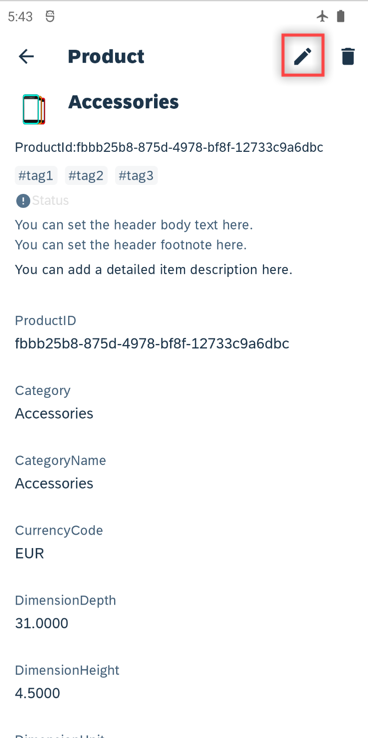 5:43
Product
Accessories
ProductId:fbbb25b8-875d-4978-bf8f-12733c9a6dbc
#tag1 #tag2 #tag3
Status
You can set the header body text here.
You can set the header footnote here.
You can add a detailed item description here.
ProductID
fbbb25b8-875d-4978-bf8f-12733c9a6dbc
Category
Accessories
CategoryName
Accessories
CurrencyCode
EUR
DimensionDepth
31.0000
DimensionHeight
4.5000